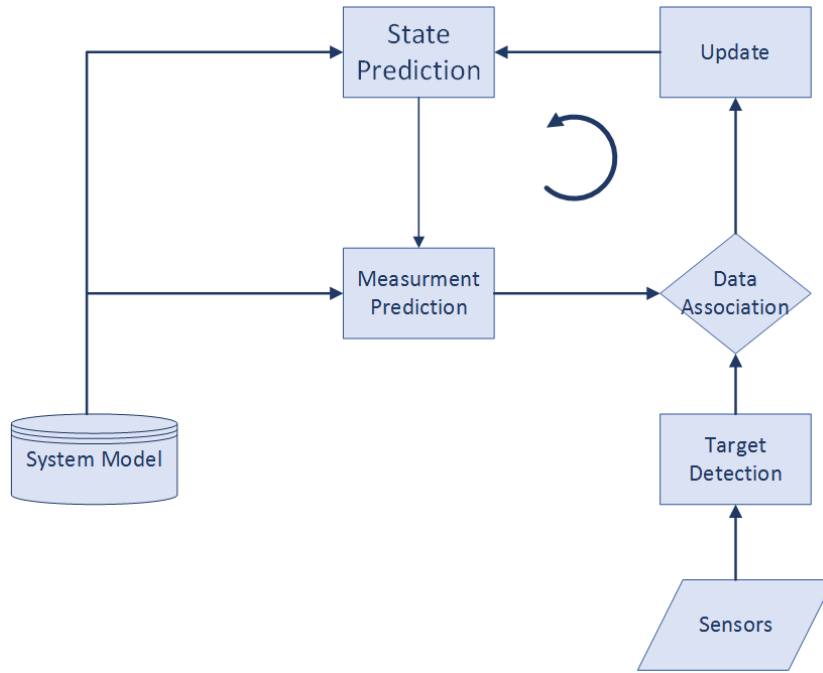 State
Prediction
Update
Measurment
Prediction
Data
Association
System Model
Target
Detection
Sensors